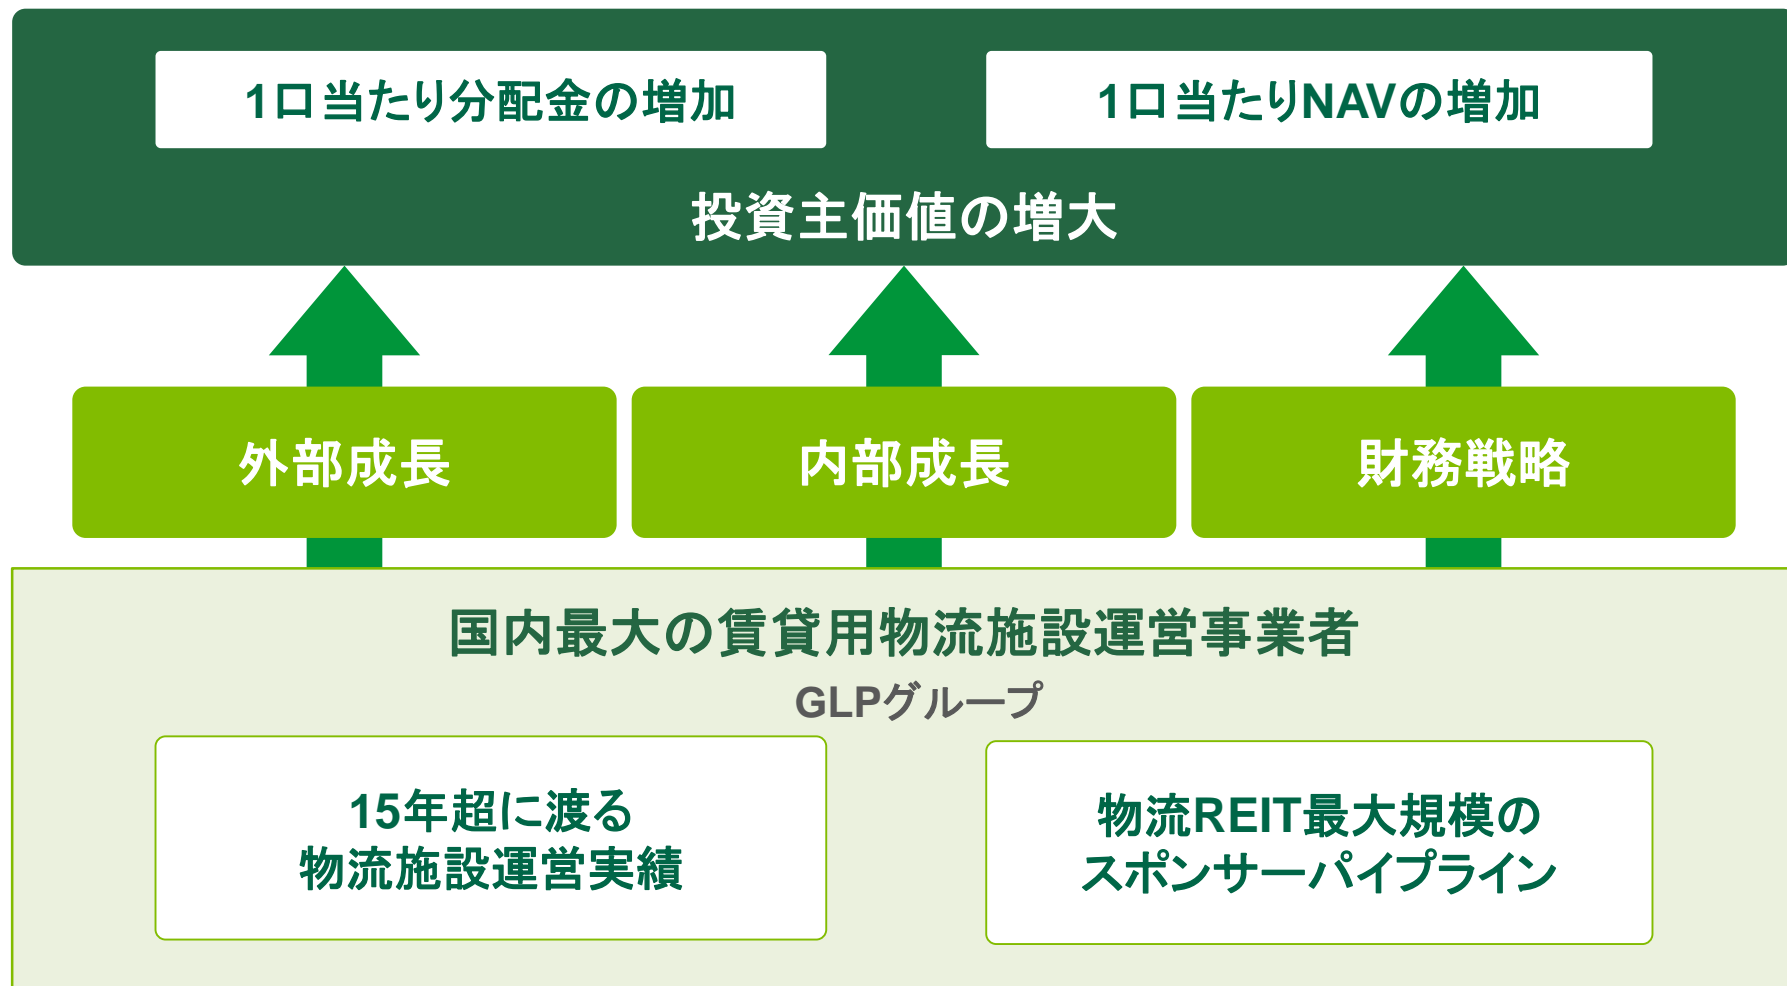 1口当たり分配金の増加
1口当たりNAVの増加
投資主価値の増大
外部成長
内部成長
財務戦略
国内最大の賃貸用物流施設運営事業者
GLPグループ
15年超に渡る
物流施設運営実績
物流REIT最大規模の
スポンサーパイプライン